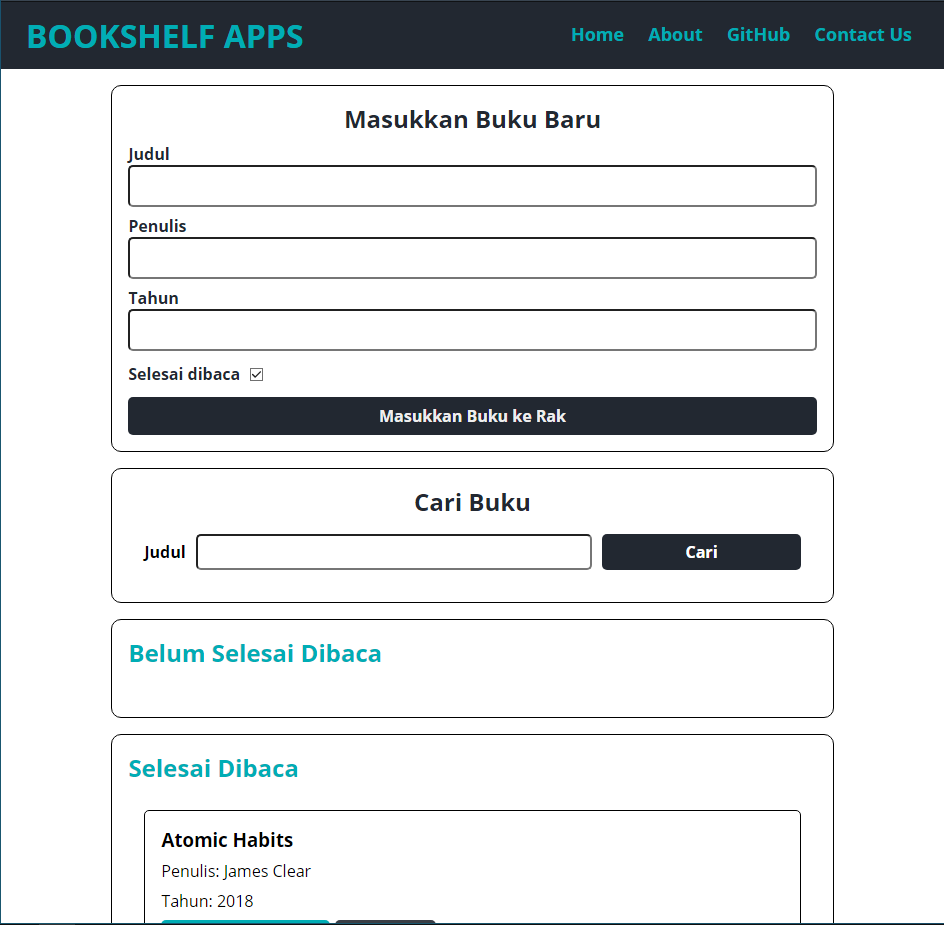 BOOKSHELF APPS
Home About GitHub Contact Us
Masukkan Buku Baru
Judul
Penulis
Tahun
Selesai dibaca
Masukkan Buku ke Rak
Cari Buku
Judul Cari
Belum Selesai Dibaca
Selesai Dibaca
Atomic Habits
Penulis: James Clear
Tahun: 2018